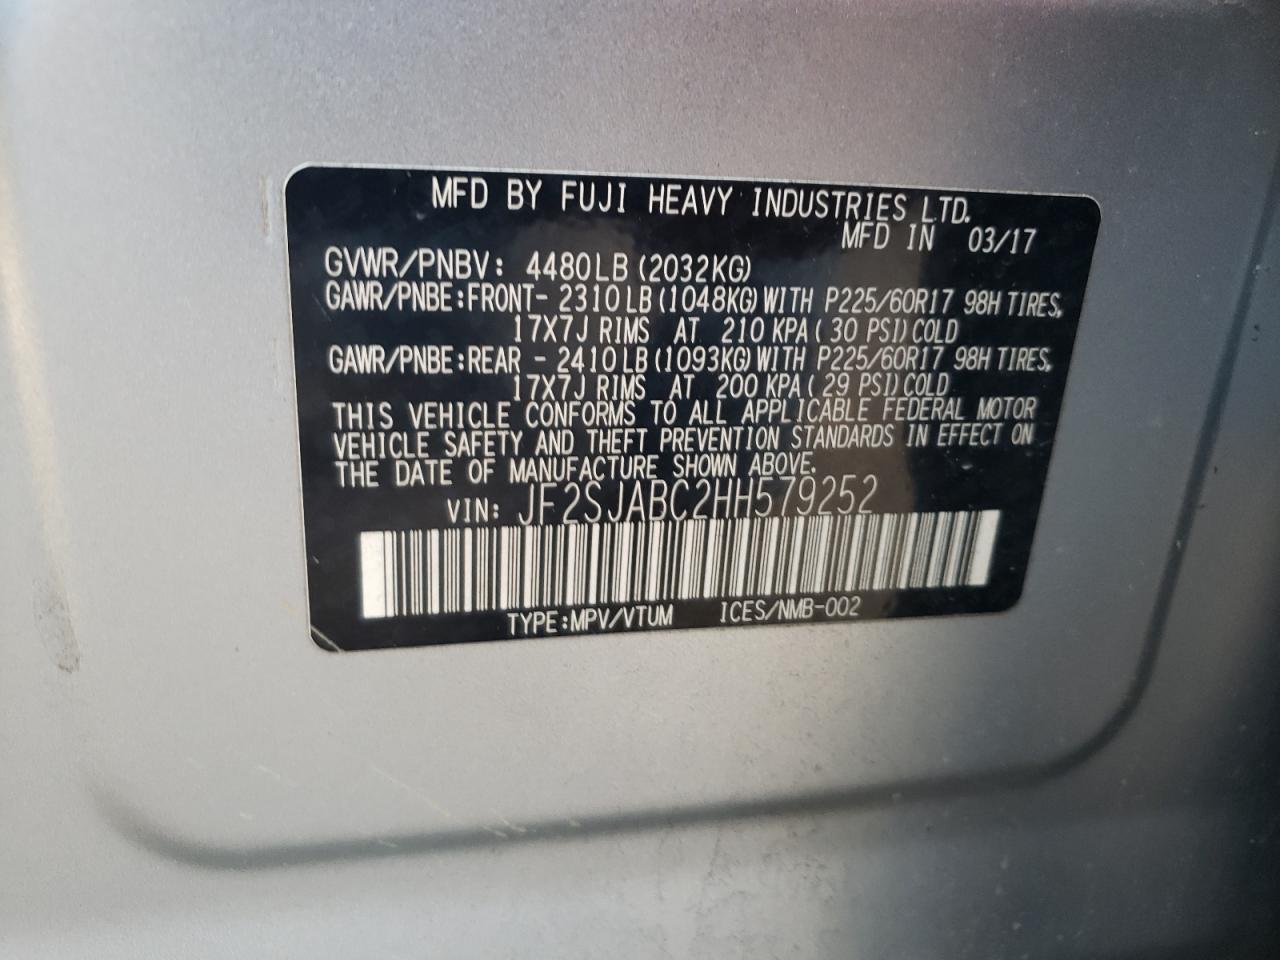 MFD BY FUJI HEAVY INDUSTRIES LTD.
MFD IN 03/17
GVWR/PNBV: 4480LB (2032KG)
GAWR/PNBE:FRONT- 2310LB (1048KG) WITH P225/60R17 98H TIRES,
17X7J RIMS AT 210 KPA ( 30 PSI) COLD
GAWR/PNBE:REAR - 2410LB (1093KG) WITH P225/60R17 98H TIRES,
17X7J RIMS AT 200 KPA ( 29 PSI) COLD
THIS VEHICLE CONFORMS TO ALL APPLICABLE FEDERAL MOTOR
VEHICLE SAFETY AND THEFT PREVENTION STANDARDS IN EFFECT ON
THE DATE OF MANUFACTURE SHOWN ABOVE.
VIN: JF2SJABC2HH579252
TYPE:MPV/VTUM ICES/NMB-002